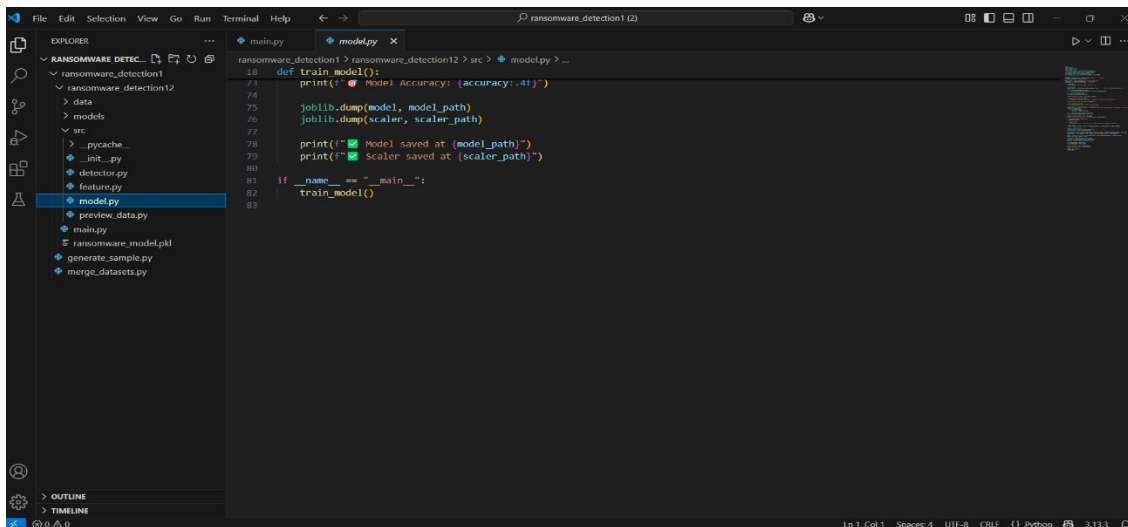 File Edit Selection View Go Run Terminal Help
ransomware_detection1 (2)
EXPLORER
RANSOMWARE_DETEC...
ransomware_detection1
ransomware_detection12
data
models
src
__pycache__
__init__.py
detector.py
feature.py
model.py
preview_data.py
main.py
ransomware_model.pkl
generate_sample.py
merge_datasets.py
OUTLINE
TIMELINE
main.py model.py
ransomware_detection1 > ransomware_detection12 > src > model.py > ...
18 def train_model():
73 print(f"🎯 Model Accuracy: {accuracy:.4f}")
74
75 joblib.dump(model, model_path)
76 joblib.dump(scaler, scaler_path)
77
78 print(f"✅ Model saved at {model_path}")
79 print(f"✅ Scaler saved at {scaler_path}")
80
81 if __name__ == "__main__":
82 train_model()
83
0 0 Ln 1, Col 1 Spaces: 4 UTF-8 CRLF {} Python 3.13.3